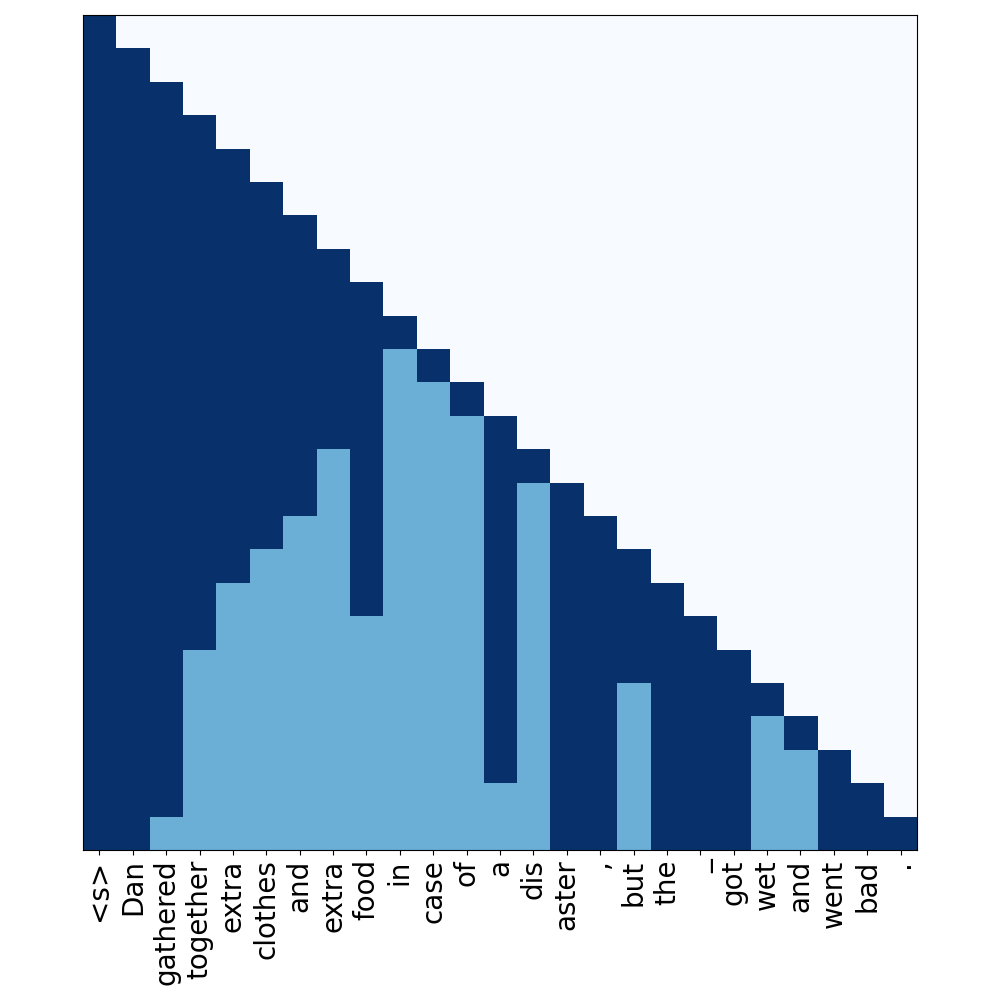 <s>
Dan
gathered
together
extra
clothes
and
extra
food
in
case
of
a
dis
aster
,
but
the
_
got
wet
and
went
bad
.